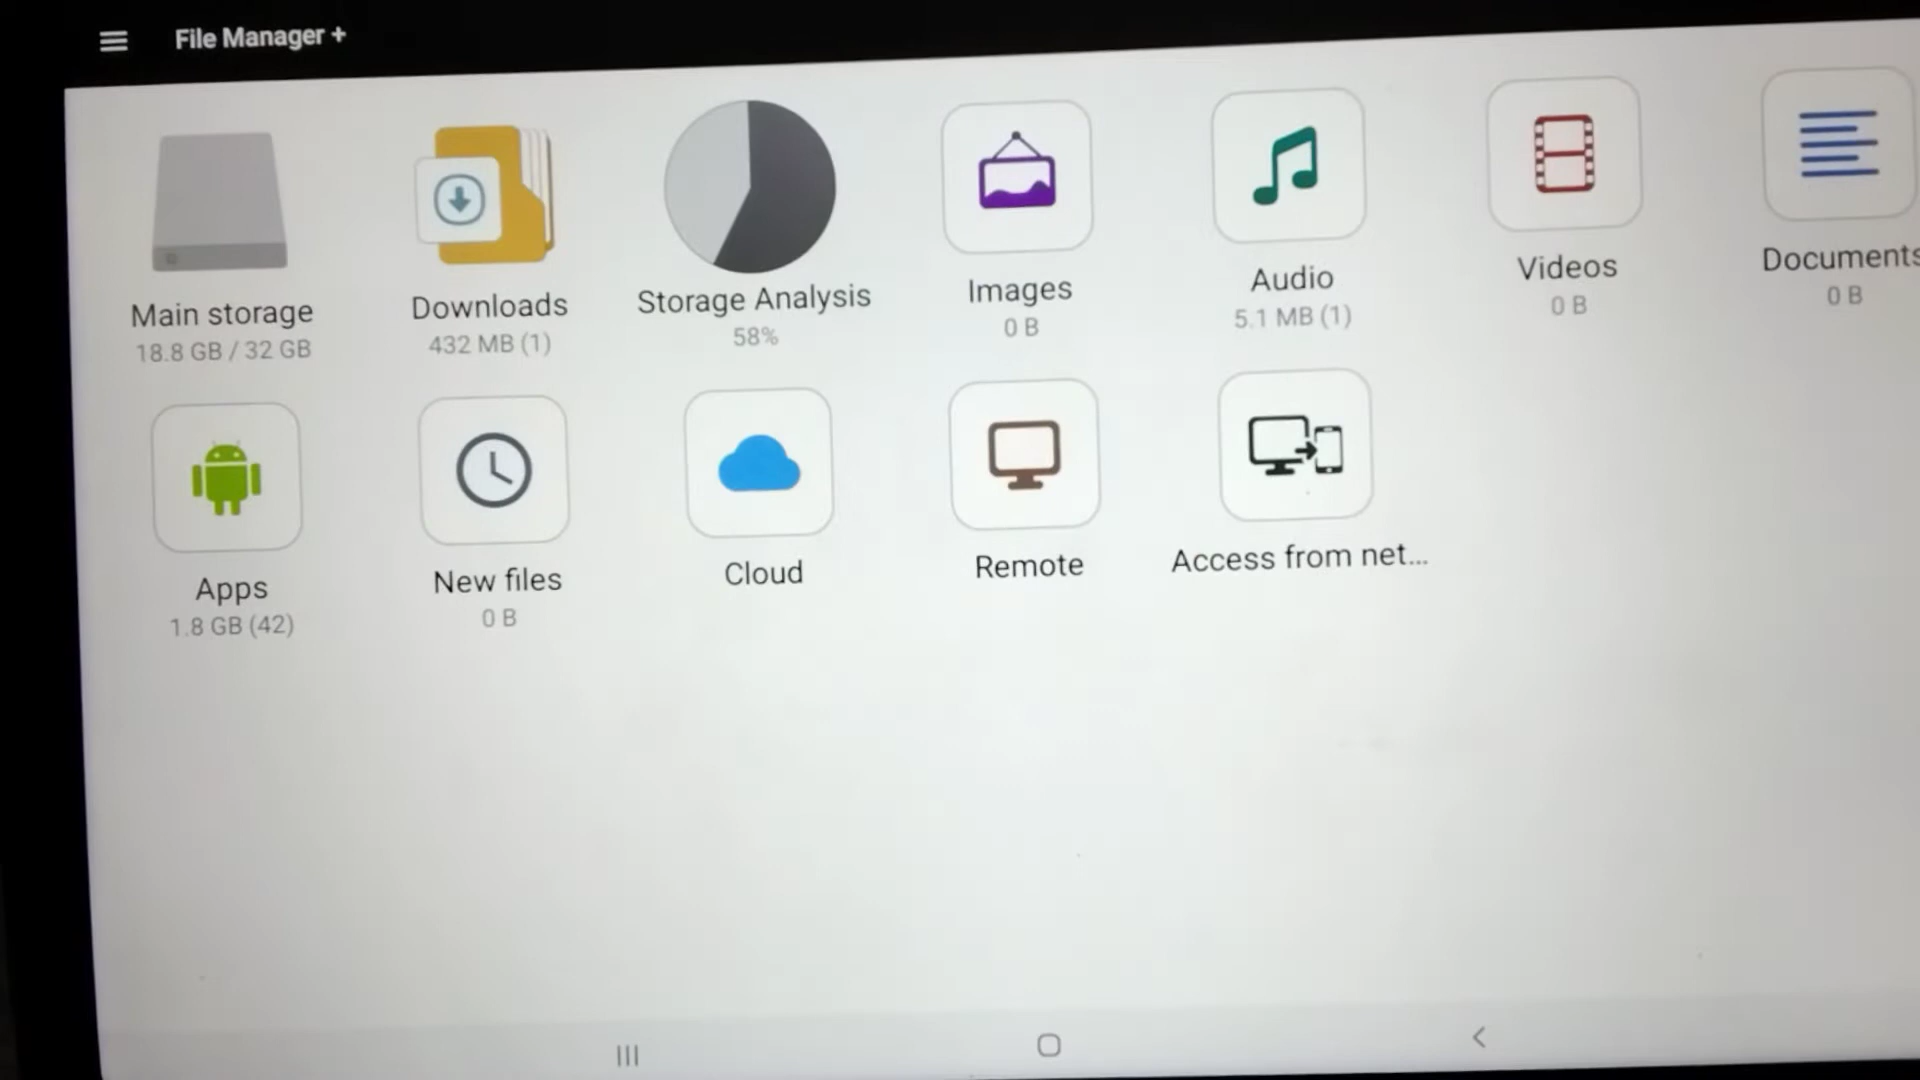 File Manager +
Main storage
18.8 GB / 32 GB
Downloads
432 MB (1)
Storage Analysis
58%
Images
0 B
Audio
5.1 MB (1)
Videos
0 B
Documents
0 B
Apps
1.8 GB (42)
New files
0 B
Cloud
Remote
Access from net...